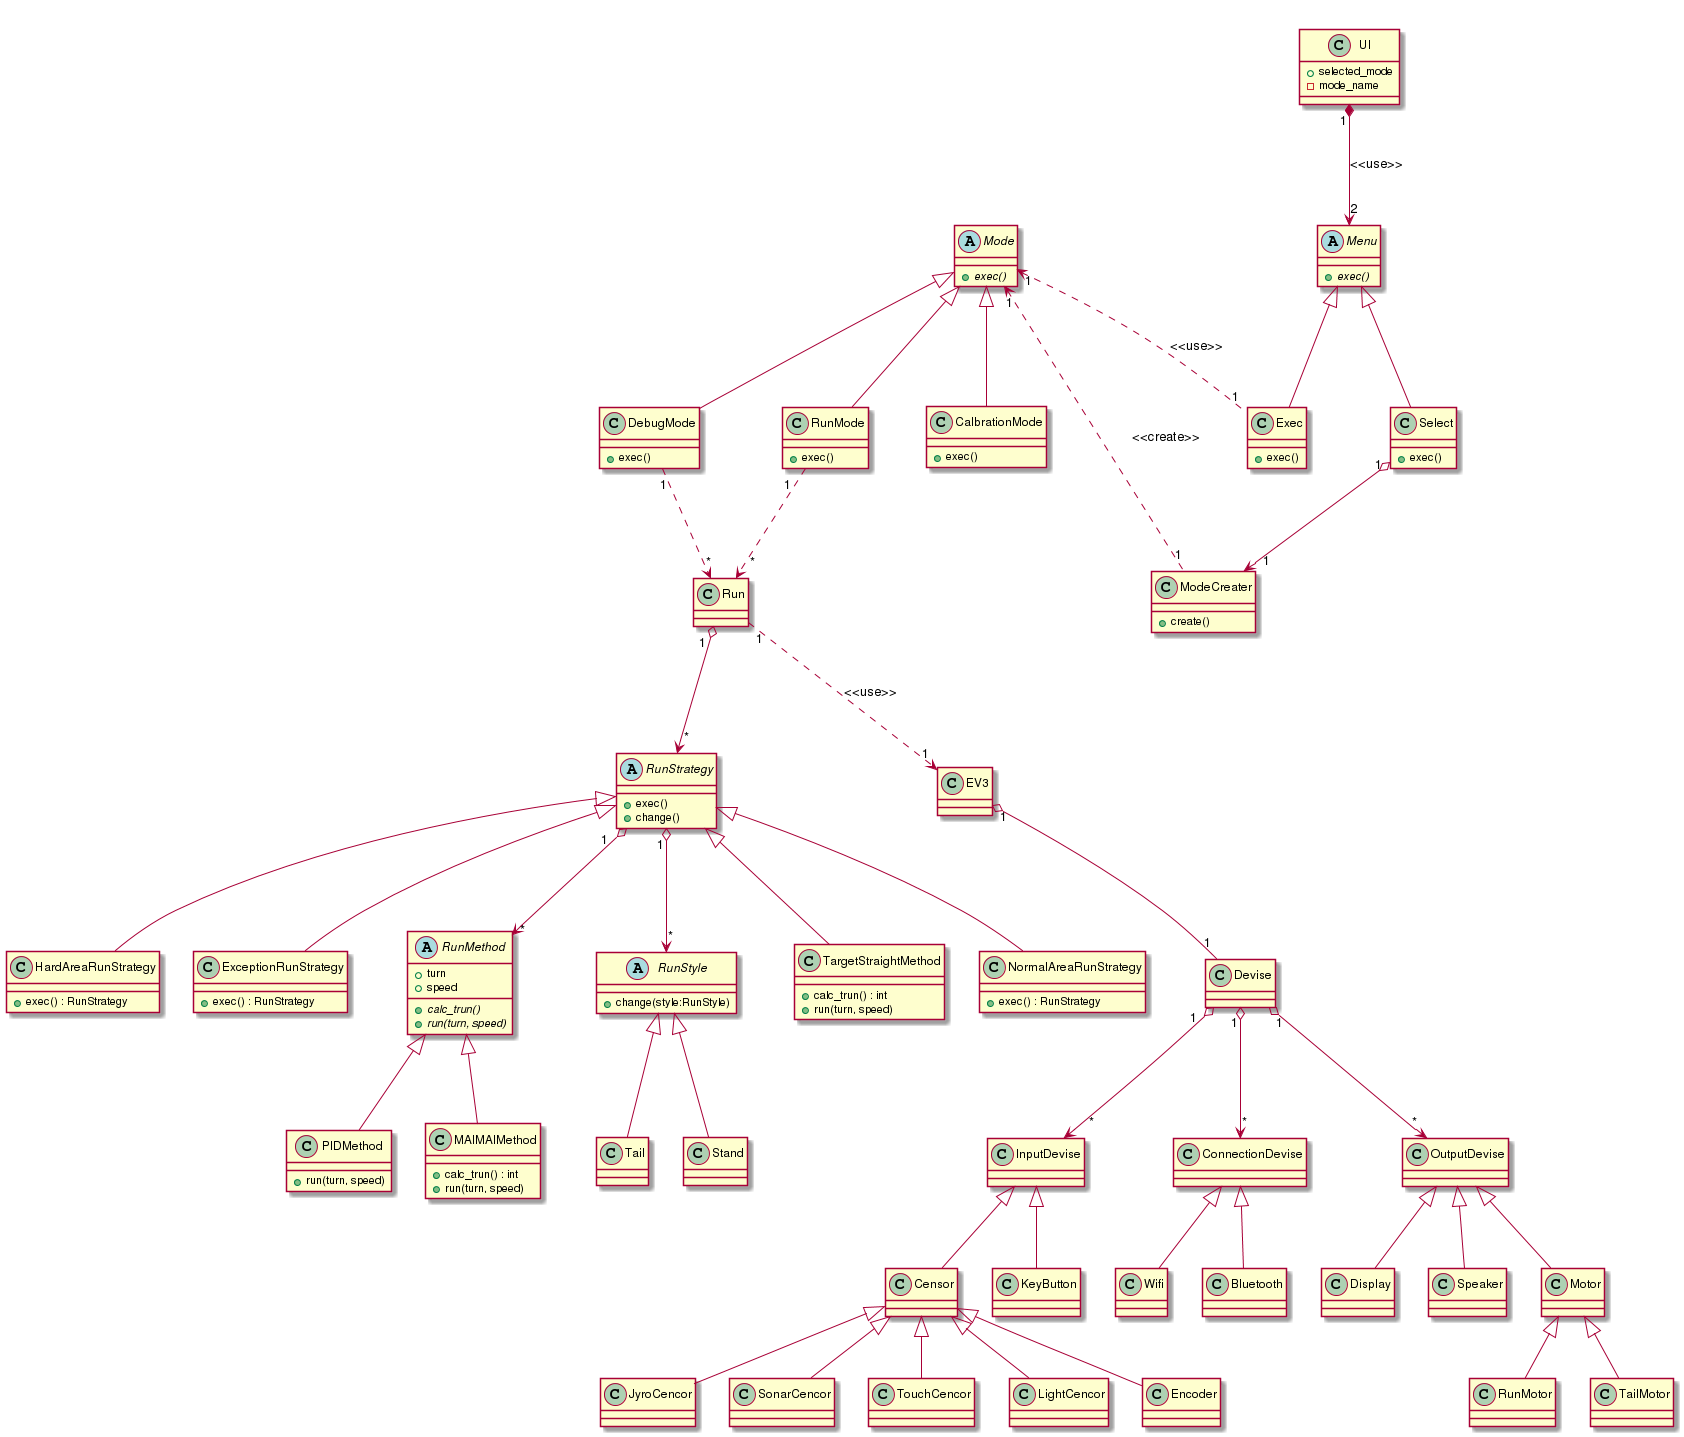 C UI
selected_mode
mode_name
1
<<use>>
2
A Mode
exec()
A Menu
exec()
1
1
<<use>>
1
<<create>>
C DebugMode
exec()
C RunMode
exec()
C CalbrationMode
exec()
C Exec
exec()
C Select
exec()
1
1
1
*
*
1
1
C Run
C ModeCreater
create()
1
1
<<use>>
*
1
A RunStrategy
exec()
change()
C EV3
1
1
1
*
*
1
C HardAreaRunStrategy
exec() : RunStrategy
C ExceptionRunStrategy
exec() : RunStrategy
A RunMethod
turn
speed
calc_trun()
run(turn, speed)
A RunStyle
change(style:RunStyle)
C TargetStraightMethod
calc_trun() : int
run(turn, speed)
C NormalAreaRunStrategy
exec() : RunStrategy
C Devise
1
1
1
*
*
*
C PIDMethod
run(turn, speed)
C MAIMAIMethod
calc_trun() : int
run(turn, speed)
C Tail
C Stand
C InputDevise
C ConnectionDevise
C OutputDevise
C Censor
C KeyButton
C Wifi
C Bluetooth
C Display
C Speaker
C Motor
C JyroCencor
C SonarCencor
C TouchCencor
C LightCencor
C Encoder
C RunMotor
C TailMotor